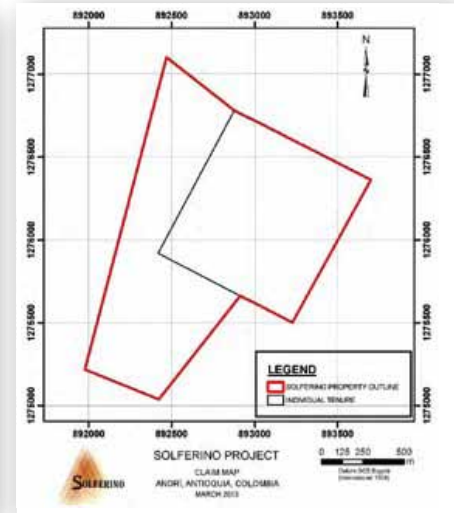 892000 892500 893000 893500
N
1277000 1277000
1276500 1276500
1276000 1276000
1275500 1275500
1275000 1275000
LEGEND
SOLFERINO PROPERTY OUTLINE
INDIVIDUAL TENURE
892000 892500 893000 893500
SOLFERINO PROJECT
CLAIM MAP
ANORÍ, ANTIOQUIA, COLOMBIA
MARCH 2013
SOLFERINO
0 125 250 500
m